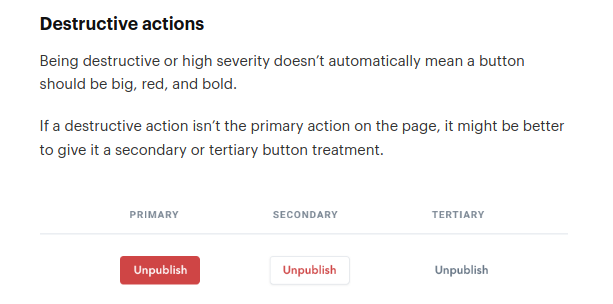 Destructive actions
Being destructive or high severity doesn’t automatically mean a button
should be big, red, and bold.
If a destructive action isn’t the primary action on the page, it might be better
to give it a secondary or tertiary button treatment.
PRIMARY SECONDARY TERTIARY
Unpublish Unpublish Unpublish